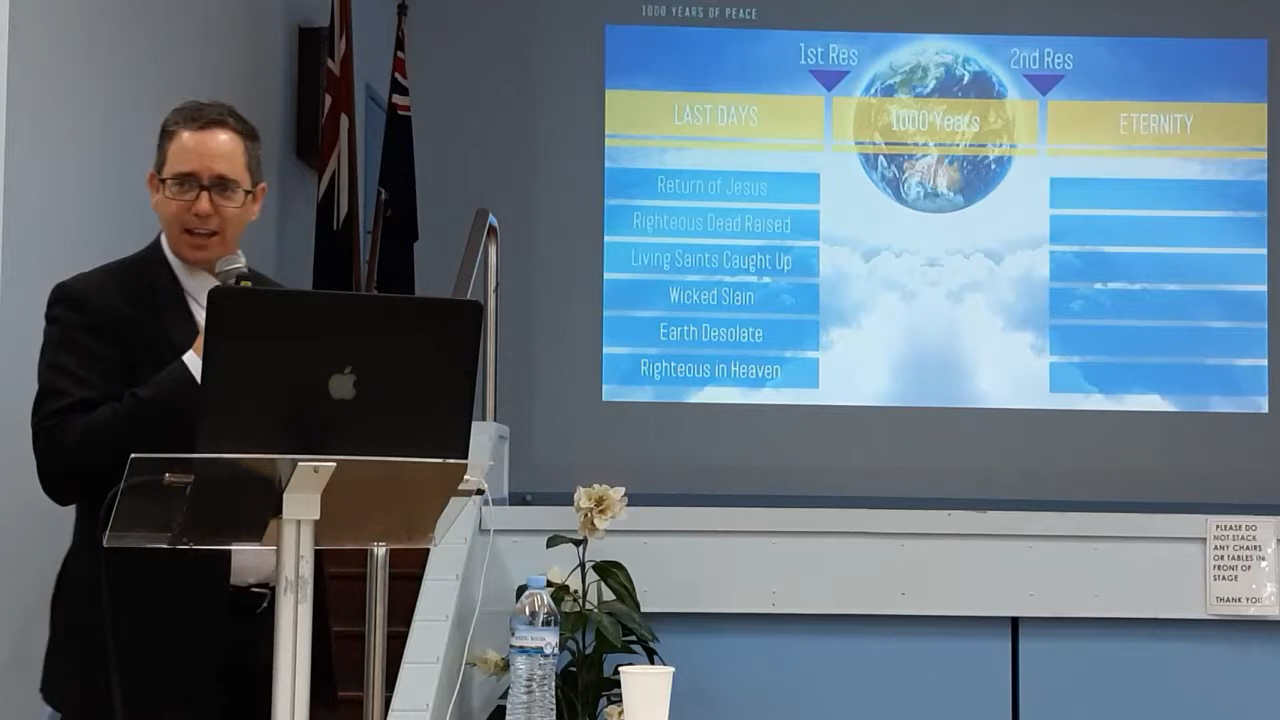 1000 YEARS OF PEACE
1st Res
2nd Res
LAST DAYS
1000 Years
ETERNITY
Return of Jesus
Righteous Dead Raised
Living Saints Caught Up
Wicked Slain
Earth Desolate
Righteous in Heaven
PLEASE DO
NOT STACK
ANY CHAIRS
OR TABLES IN
FRONT OF
STAGE
THANK YOU
SPRING WATER